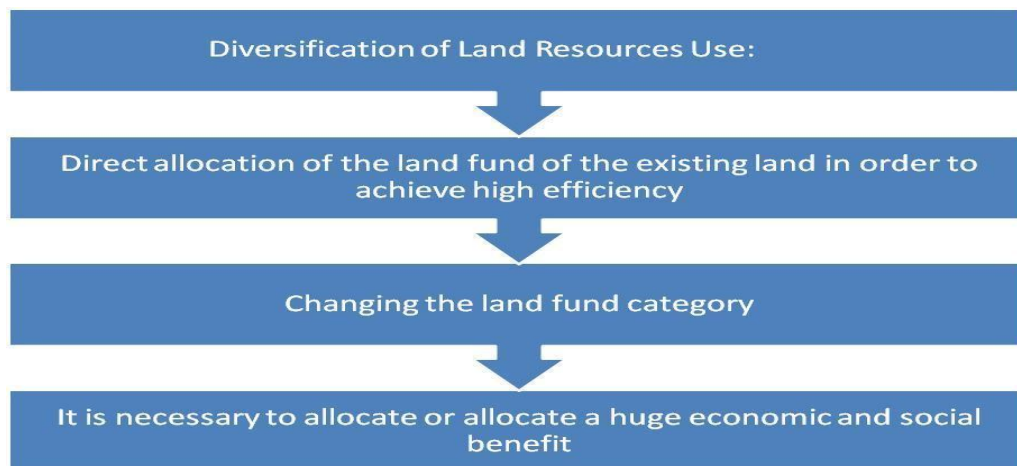 Diversification of Land Resources Use:
Direct allocation of the land fund of the existing land in order to
achieve high efficiency
Changing the land fund category
It is necessary to allocate or allocate a huge economic and social
benefit